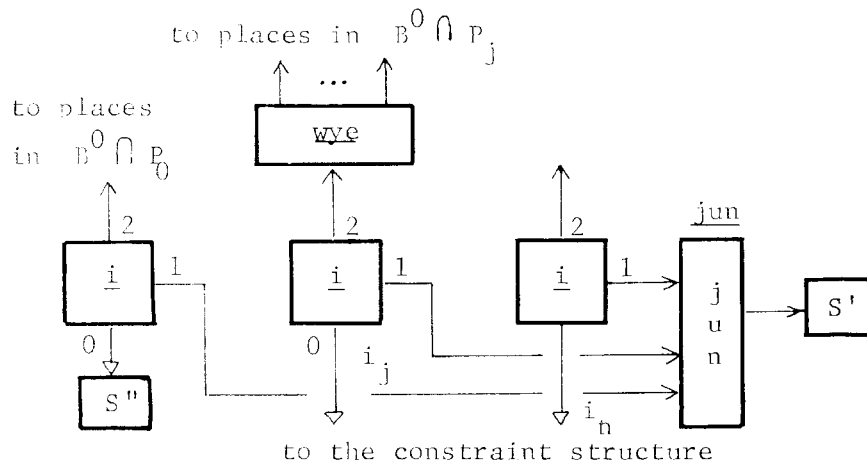 to places in B⁰ ∩ P_j
...
to places
in B⁰ ∩ P_0
wye
2
2
2
jun
i
1
i
1
i
1
j
u
n
S'
0
0
i_j
S"
i_n
to the constraint structure